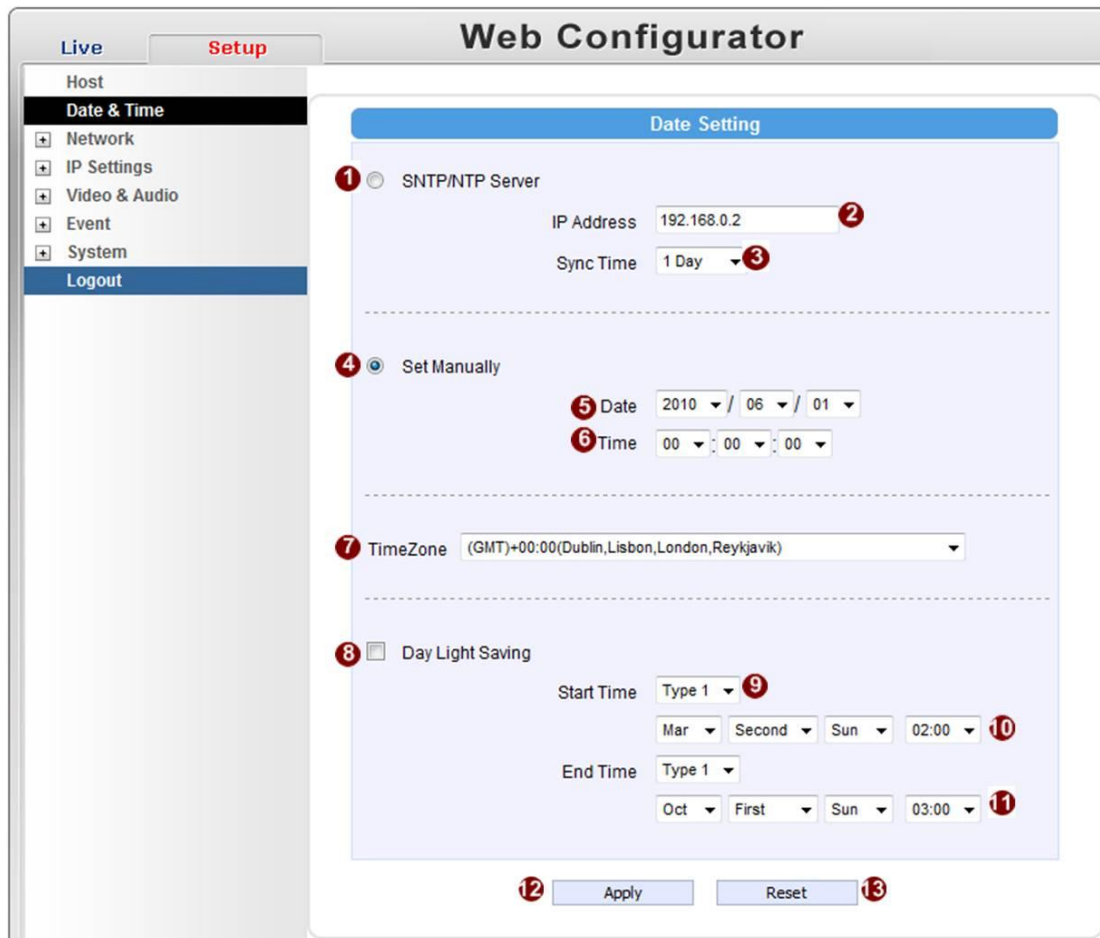 Web Configurator
Live Setup
Host
Date & Time
Network
IP Settings
Video & Audio
Event
System
Logout
Date Setting
1 SNTP/NTP Server
IP Address 192.168.0.2 2
Sync Time 1 Day 3
4 Set Manually
5 Date 2010 / 06 / 01
6 Time 00 : 00 : 00
7 TimeZone (GMT)+00:00(Dublin,Lisbon,London,Reykjavik)
8 Day Light Saving
Start Time Type 1 9
Mar Second Sun 02:00 10
End Time Type 1
Oct First Sun 03:00 11
12 Apply Reset 13